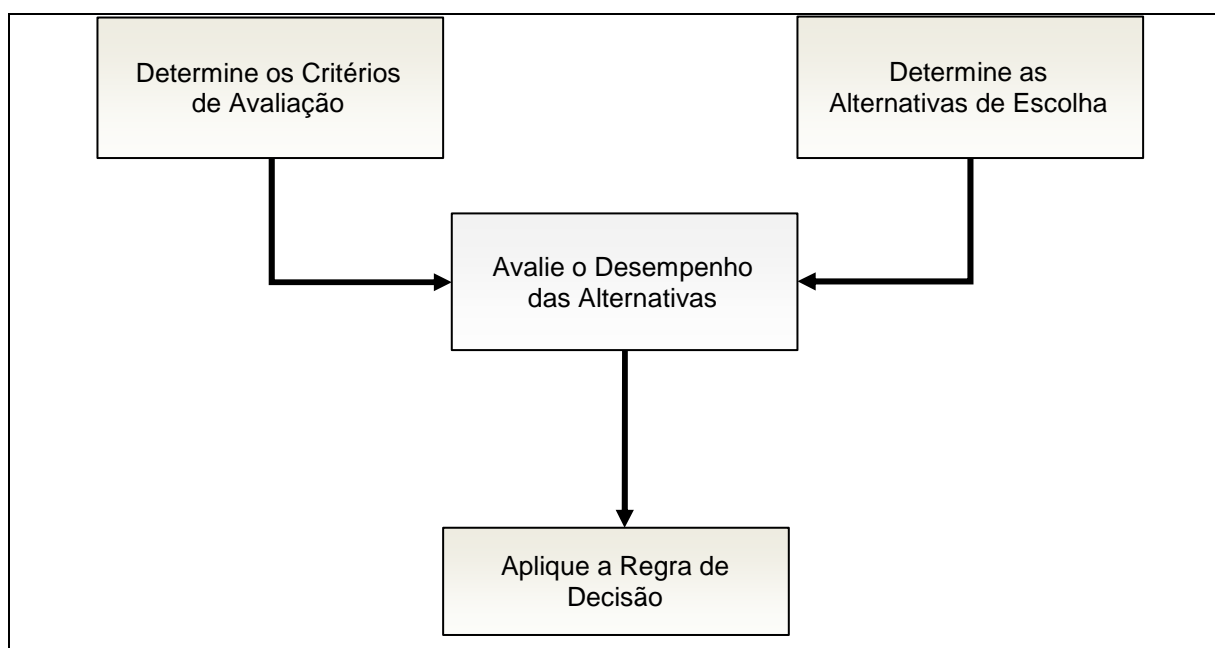 Determine os Critérios
de Avaliação
Determine as
Alternativas de Escolha
Avalie o Desempenho
das Alternativas
Aplique a Regra de
Decisão